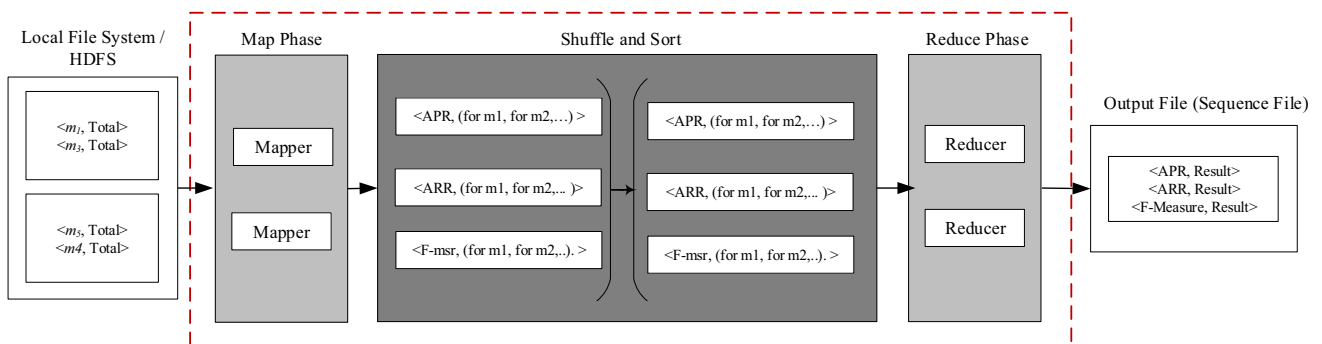 Local File System /
HDFS
<m1, Total>
<m3, Total>
<m5, Total>
<m4, Total>
Map Phase
Mapper
Mapper
Shuffle and Sort
<APR, (for m1, for m2,...) >
<ARR, (for m1, for m2,... )>
<F-msr, (for m1, for m2,..). >
<APR, (for m1, for m2,...) >
<ARR, (for m1, for m2,... )>
<F-msr, (for m1, for m2,..). >
Reduce Phase
Reducer
Reducer
Output File (Sequence File)
<APR, Result>
<ARR, Result>
<F-Measure, Result>